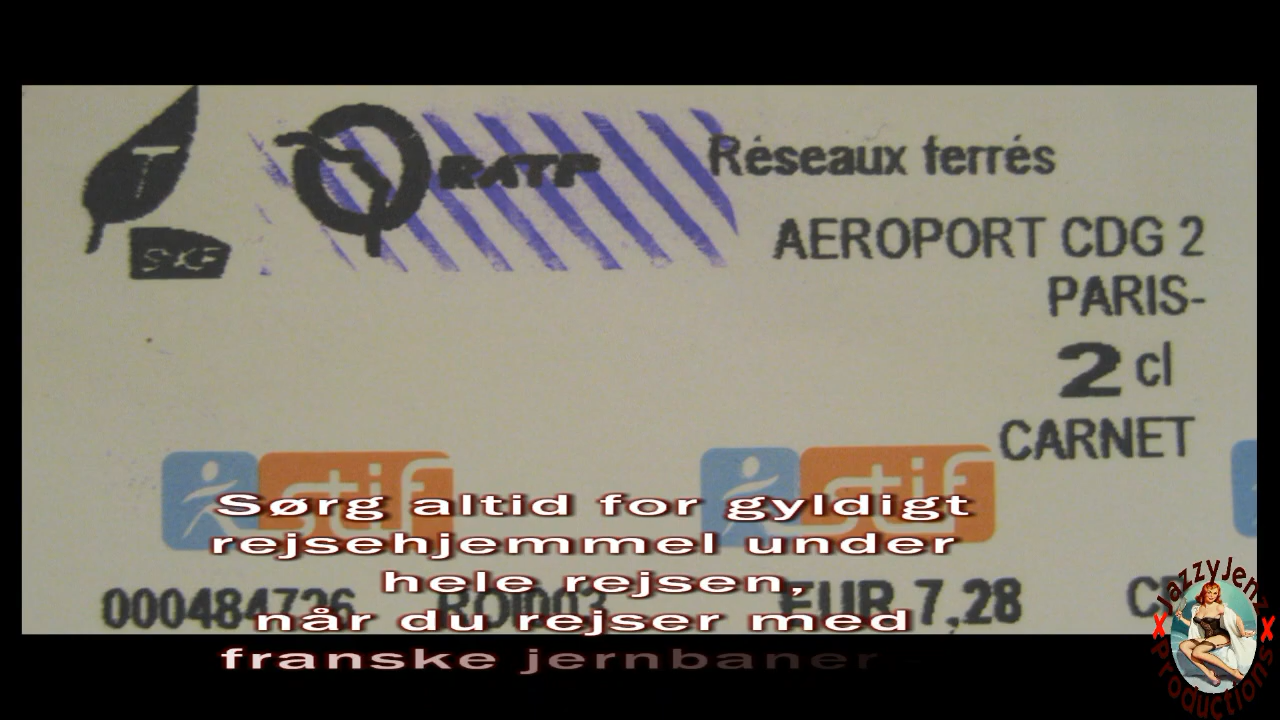 T
SNCF
RATP
Réseaux ferrés
AEROPORT CDG 2
PARIS-
2 cl
CARNET
stif
stif
Sørg altid for gyldigt
rejsehjemmel under
hele rejsen,
000484726
EUR 7,28
når du rejser med
franske jernbaner -
JazzyJenz
X X
Productions